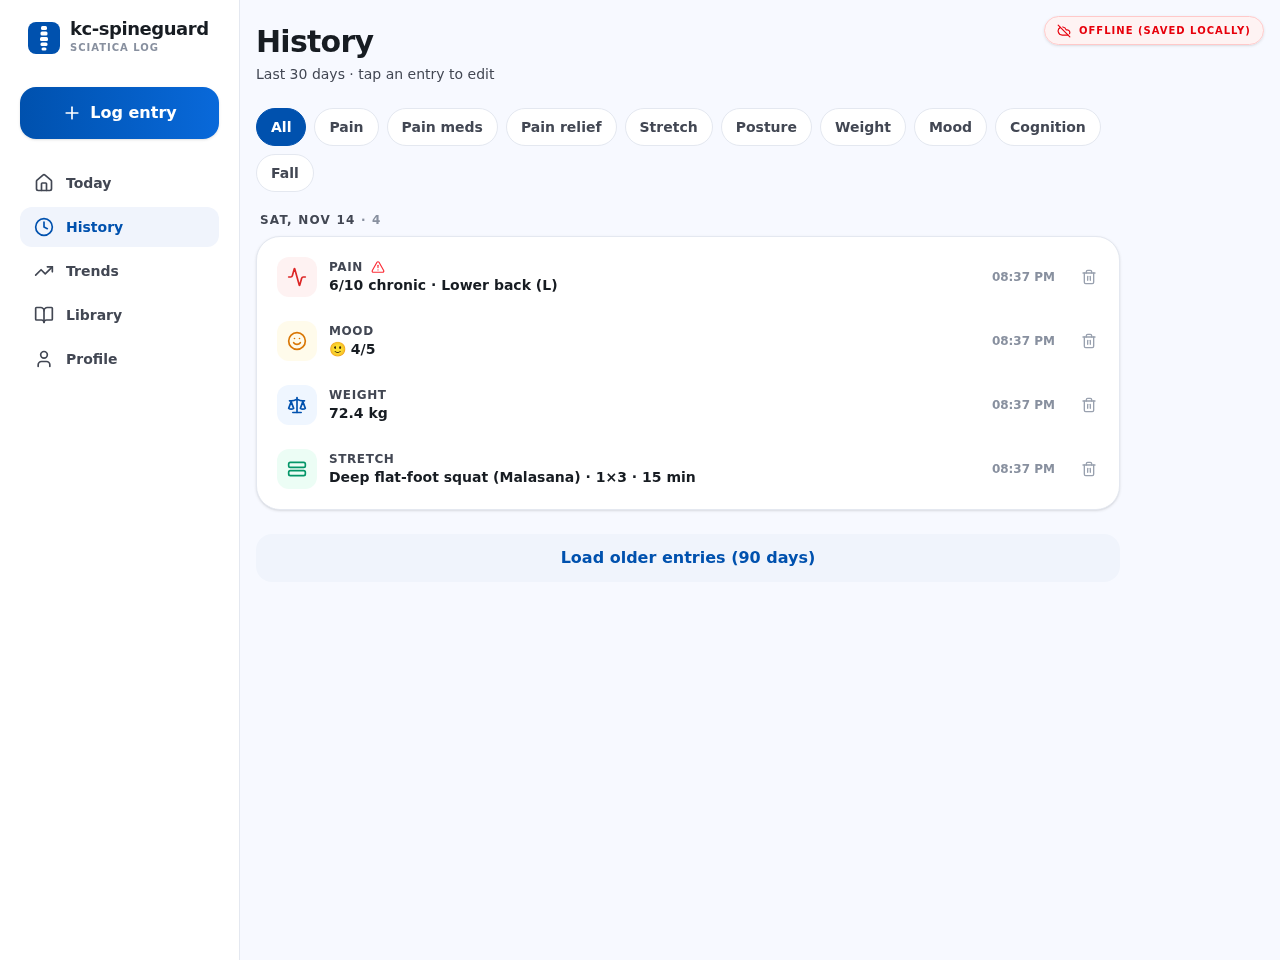 kc-spineguard
SCIATICA LOG
Log entry
Today
History
Trends
Library
Profile
OFFLINE (SAVED LOCALLY)
History
Last 30 days · tap an entry to edit
All Pain Pain meds Pain relief Stretch Posture Weight Mood Cognition
Fall
SAT, NOV 14 · 4
PAIN
6/10 chronic · Lower back (L)
08:37 PM
MOOD
🙂 4/5
08:37 PM
WEIGHT
72.4 kg
08:37 PM
STRETCH
Deep flat-foot squat (Malasana) · 1×3 · 15 min
08:37 PM
Load older entries (90 days)